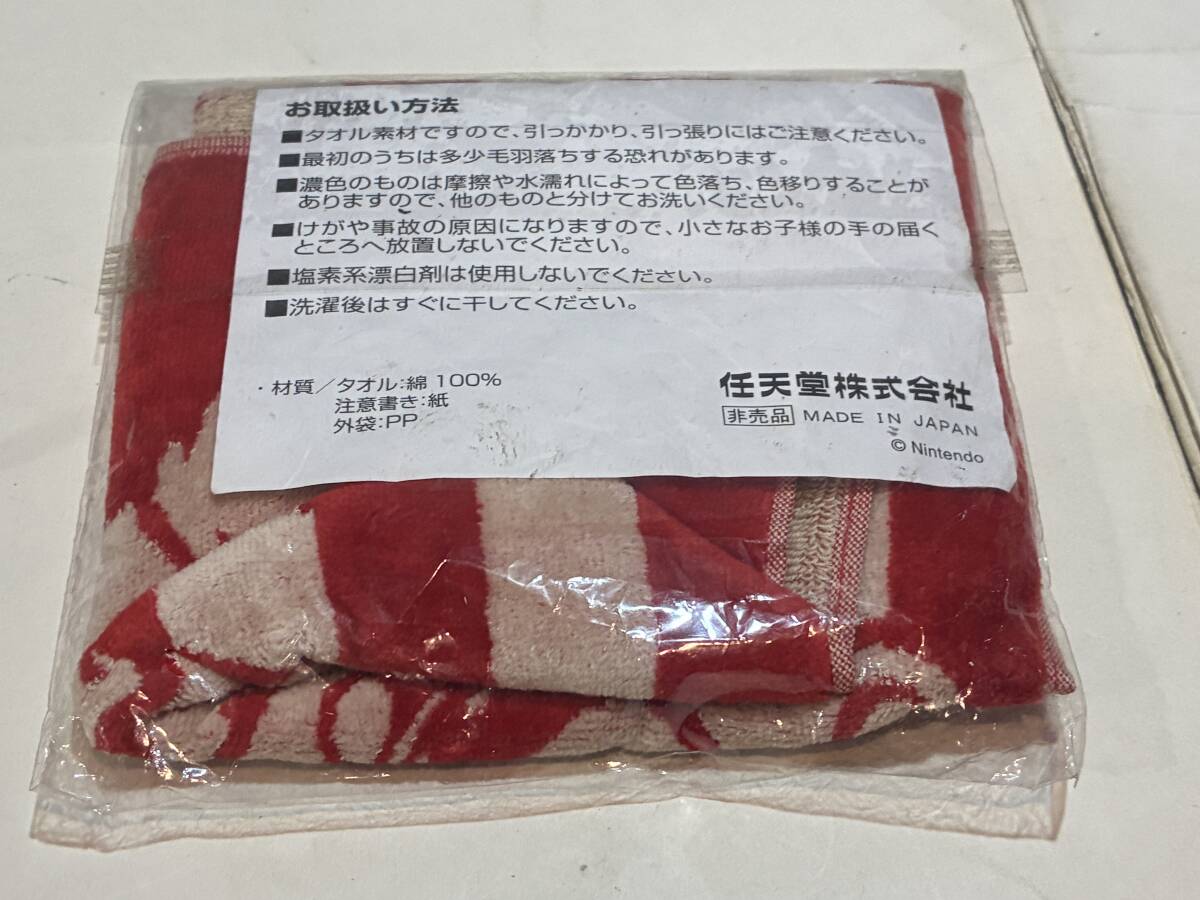 お取扱い方法
■タオル素材ですので、引っかかり、引っ張りにはご注意ください。
■最初のうちは多少毛羽落ちする恐れがあります。
■濃色のものは摩擦や水濡れによって色落ち、色移りすることが
ありますので、他のものと分けてお洗いください。
■けがや事故の原因になりますので、小さなお子様の手の届く
ところへ放置しないでください。
■塩素系漂白剤は使用しないでください。
■洗濯後はすぐに干してください。
・材質／タオル:綿 100%
注意書き:紙
外袋:PP
任天堂株式会社
非売品 MADE IN JAPAN
© Nintendo